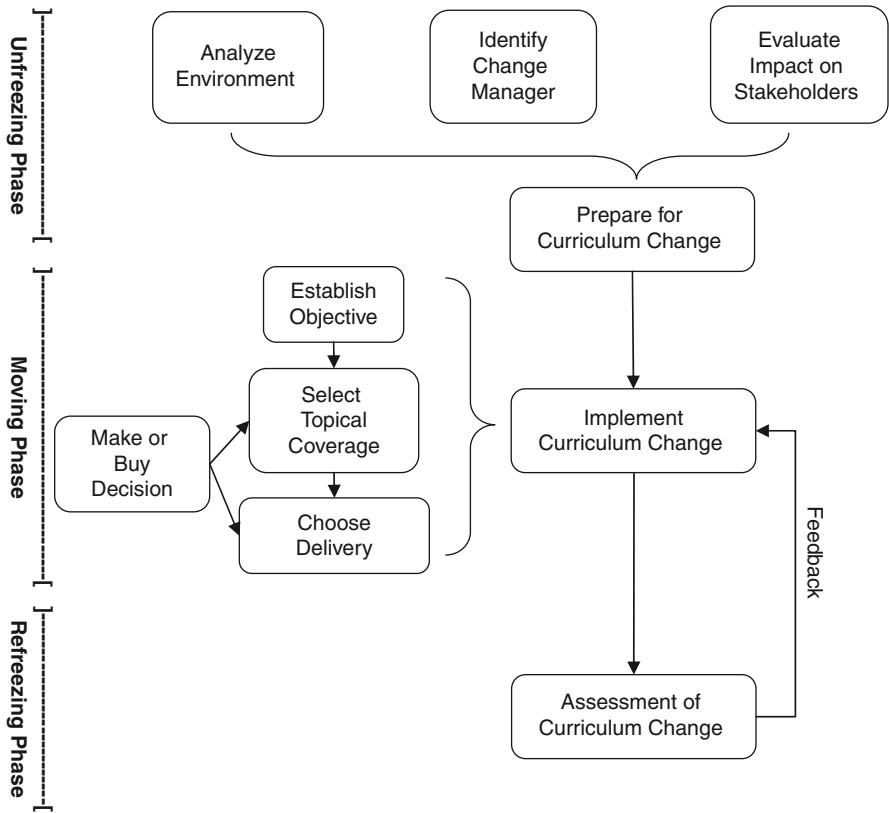 Unfreezing Phase
Analyze
Environment
Identify
Change
Manager
Evaluate
Impact on
Stakeholders
Prepare for
Curriculum Change
Moving Phase
Establish
Objective
Select
Topical
Coverage
Make or
Buy
Decision
Choose
Delivery
Implement
Curriculum Change
Feedback
Refreezing Phase
Assessment of
Curriculum Change